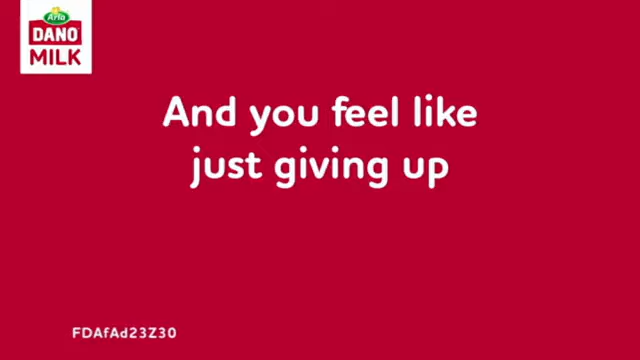 Arla
DANO
MILK
And you feel like
just giving up
FDAfAd23Z30